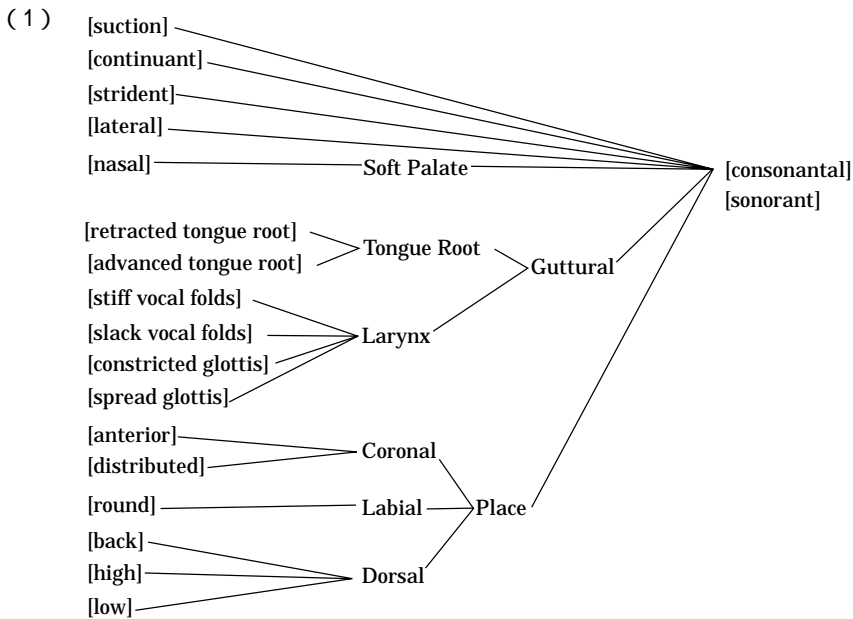 (1)
[suction]
[continuant]
[strident]
[lateral]
[nasal] Soft Palate [consonantal]
[sonorant]
[retracted tongue root]
[advanced tongue root] Tongue Root Guttural
[stiff vocal folds]
[slack vocal folds] Larynx
[constricted glottis]
[spread glottis]
[anterior] Coronal
[distributed]
[round] Labial Place
[back]
[high] Dorsal
[low]